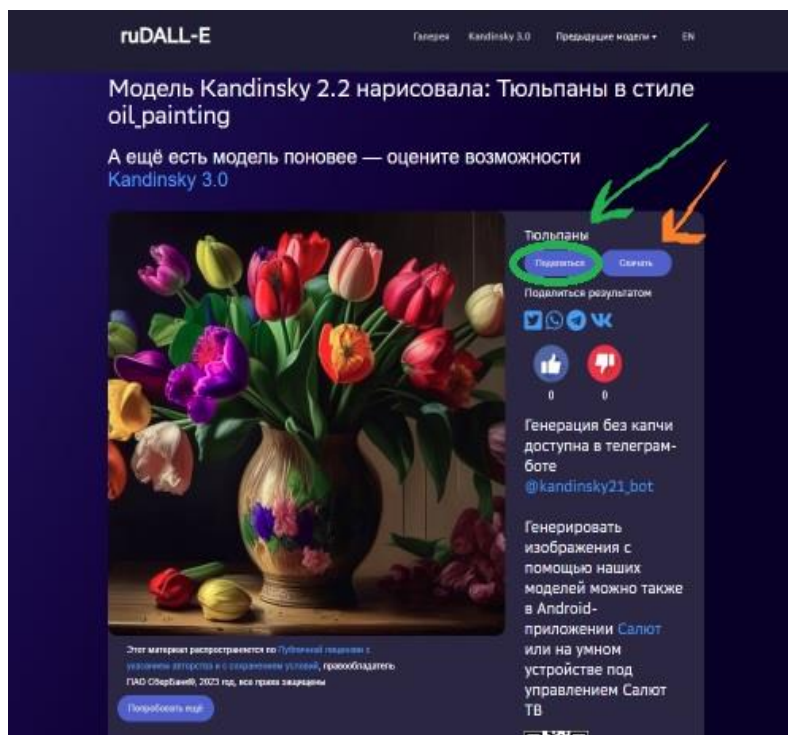 ruDALL-E
Галерея Kandinsky 3.0 Предыдущие модели EN
Модель Kandinsky 2.2 нарисовала: Тюльпаны в стиле
oil_painting
А ещё есть модель поновее — оцените возможности
Kandinsky 3.0
Тюльпаны
Поделиться Скачать
Поделиться результатом
0 0
Генерация без капчи
доступна в телеграм-
боте
@kandinsky21_bot
Генерировать
изображения с
помощью наших
моделей можно также
в Android-
приложении Салют
или на умном
устройстве под
управлением Салют
ТВ
Этот материал распространяется по Публичной лицензии с
указанием авторства и с сохранением условий, правообладатель
ПАО Сбербанк®, 2023 год, все права защищены
Попробовать ещё